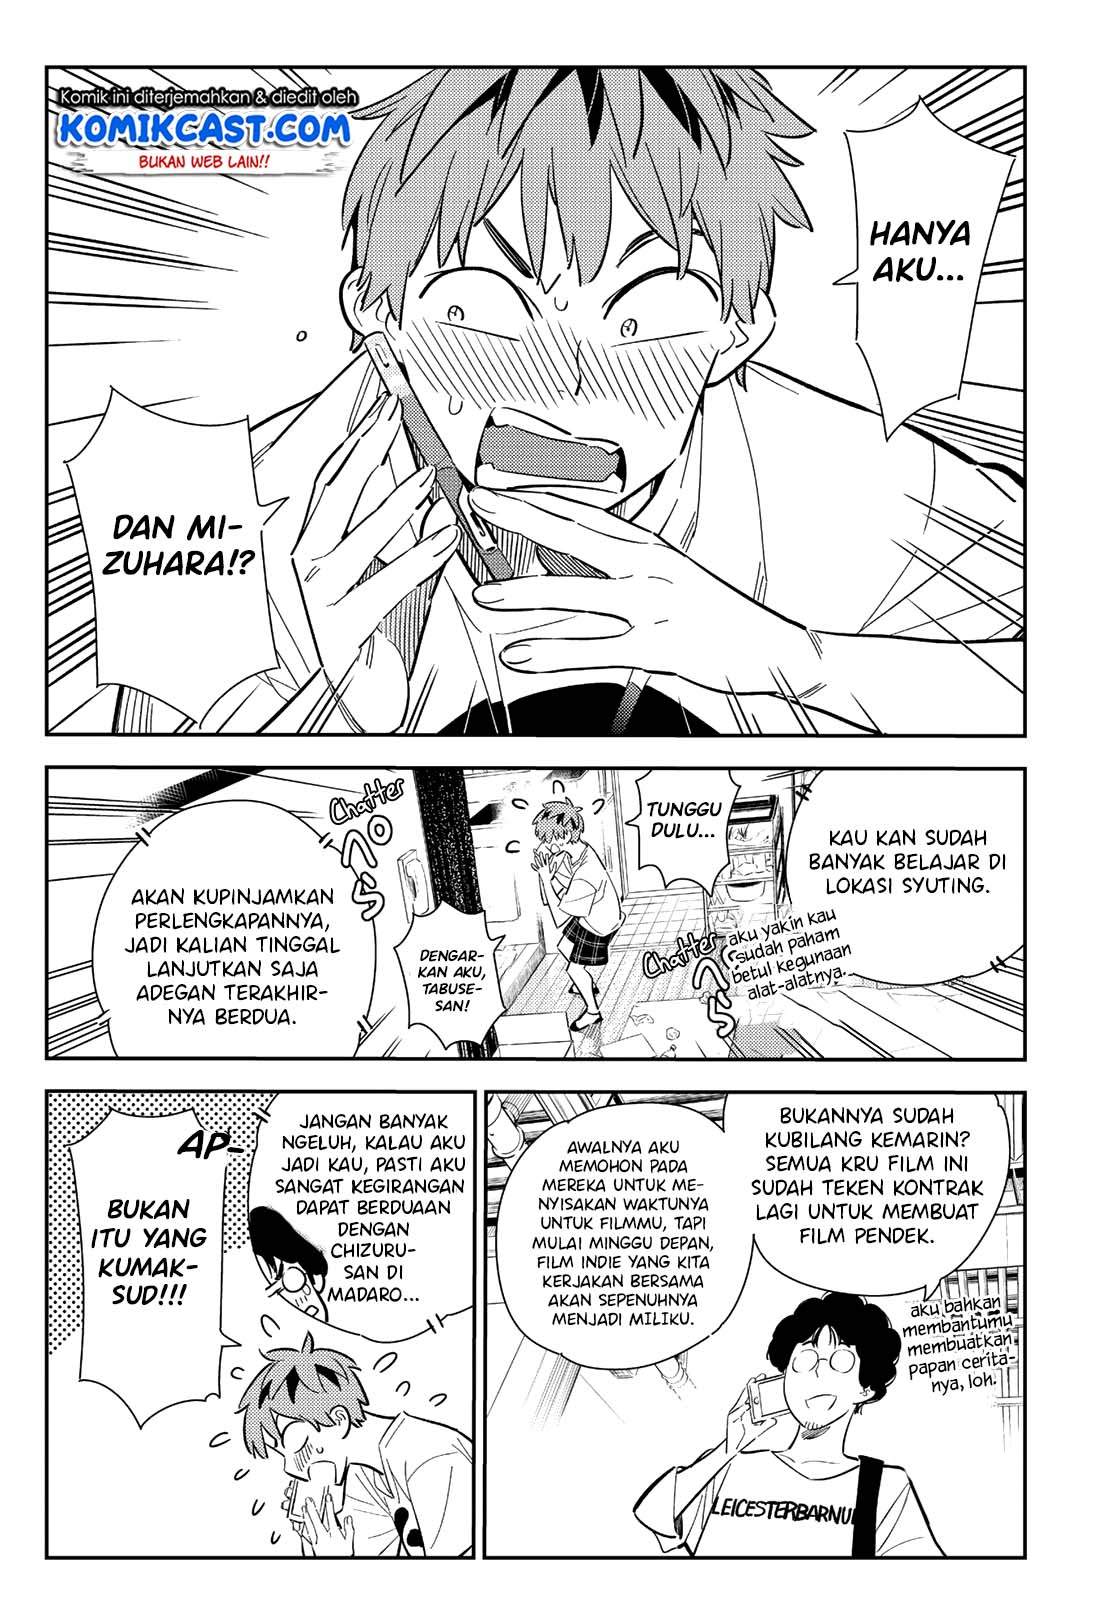 Komik ini diterjemahkan & diedit oleh
KOMIKCAST.COM
BUKAN WEB LAIN!!
HANYA
AKU...
DAN MI-
ZUHARA!?
KAU KAN SUDAH
BANYAK BELAJAR DI
LOKASI SYUTING.
aku yakin kau
sudah paham
betul kegunaan
alat-alatnya.
TUNGGU
DULU...
Chatter
ペラ
Chatter
ペラ
DENGAR-
KAN AKU,
TABUSE-
SAN!
AKAN KUPINJAMKAN
PERLENGKAPANNYA,
JADI KALIAN TINGGAL
LANJUTKAN SAJA
ADEGAN TERAKHIR-
NYA BERDUA.
BUKANNYA SUDAH
KUBILANG KEMARIN?
SEMUA KRU FILM INI
SUDAH TEKEN KONTRAK
LAGI UNTUK MEMBUAT
FILM PENDEK.
AWALNYA AKU
MEMOHON PADA
MEREKA UNTUK ME-
NYISAKAN WAKTUNYA
UNTUK FILMMU, TAPI
MULAI MINGGU DEPAN,
FILM INDIE YANG KITA
KERJAKAN BERSAMA
AKAN SEPENUHNYA
MENJADI MILIKU.
aku bahkan
membantumu
membuatkan
papan cerita-
nya, loh.
LEICESTERBARNU
JANGAN BANYAK
NGELUH, KALAU AKU
JADI KAU, PASTI AKU
SANGAT KEGIRANGAN
DAPAT BERDUAAN
DENGAN
CHIZURU-
SAN DI
MADARO...
AP-
BUKAN
ITU YANG
KUMAK-
SUD!!!